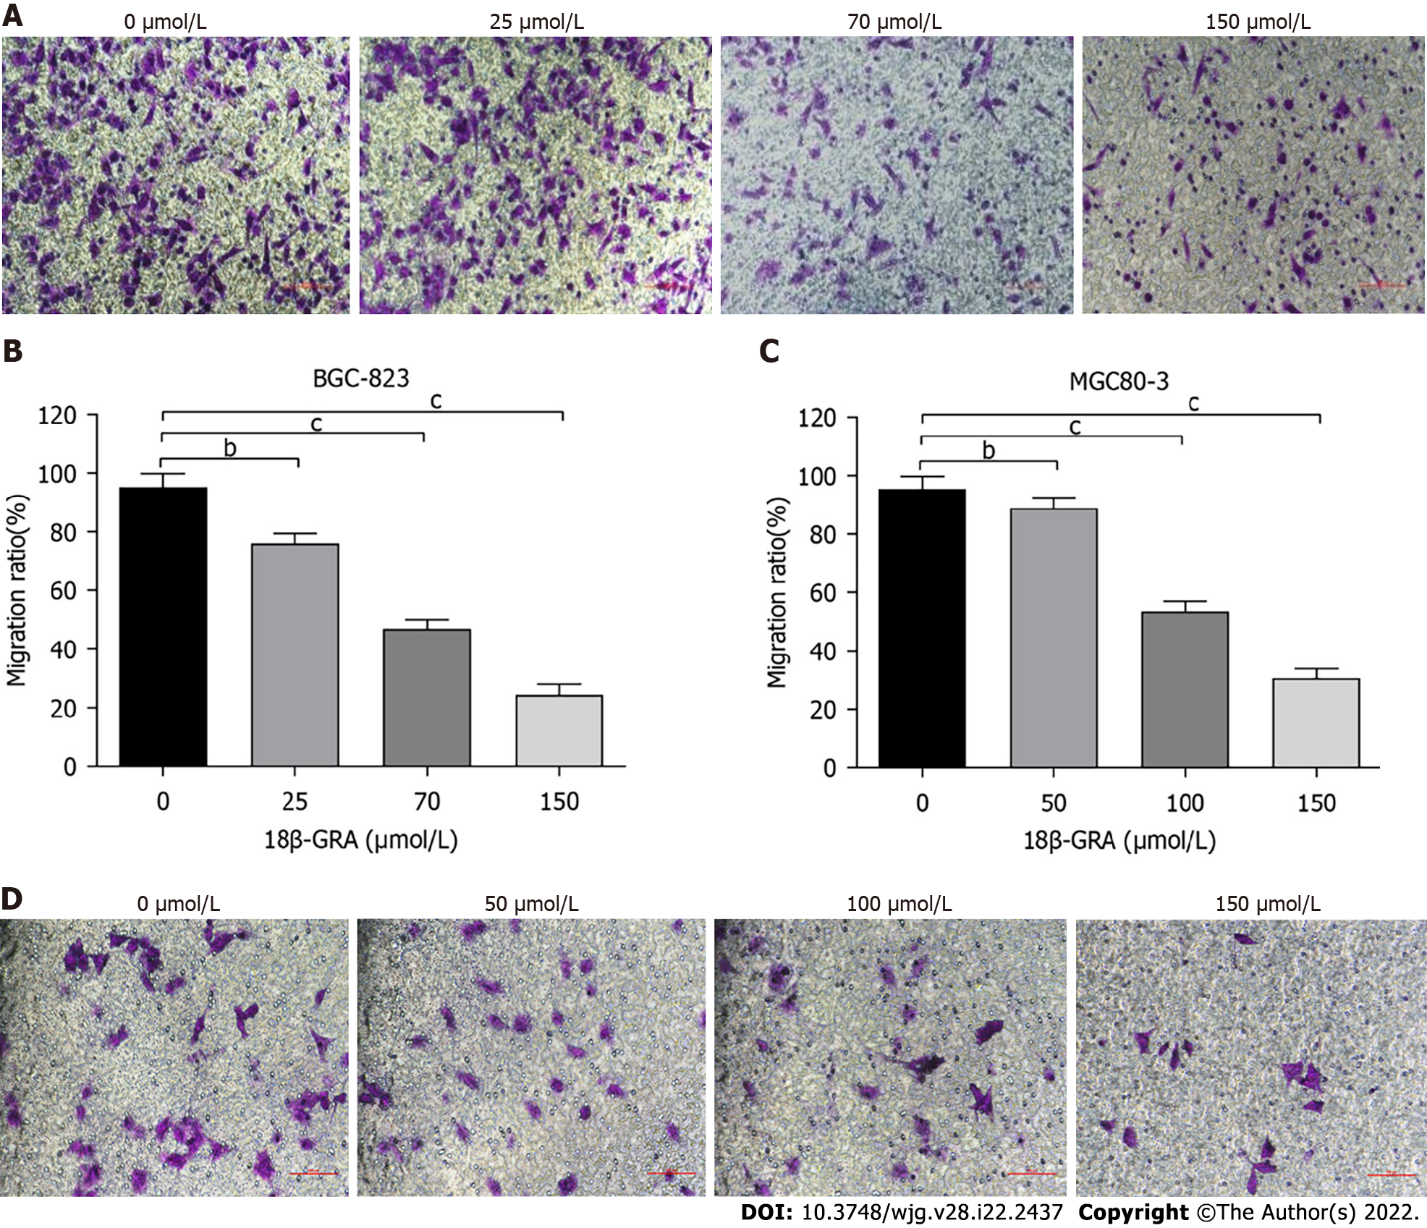 A
0 μmol/L 25 μmol/L 70 μmol/L 150 μmol/L
B
BGC-823
120
100
80
60
40
20
0
Migration ratio(%)
c
c
b
0 25 70 150
18β-GRA (μmol/L)
C
MGC80-3
120
100
80
60
40
20
0
Migration ratio(%)
c
c
b
0 50 100 150
18β-GRA (μmol/L)
D
0 μmol/L 50 μmol/L 100 μmol/L 150 μmol/L
DOI: 10.3748/wjg.v28.i22.2437 Copyright ©The Author(s) 2022.